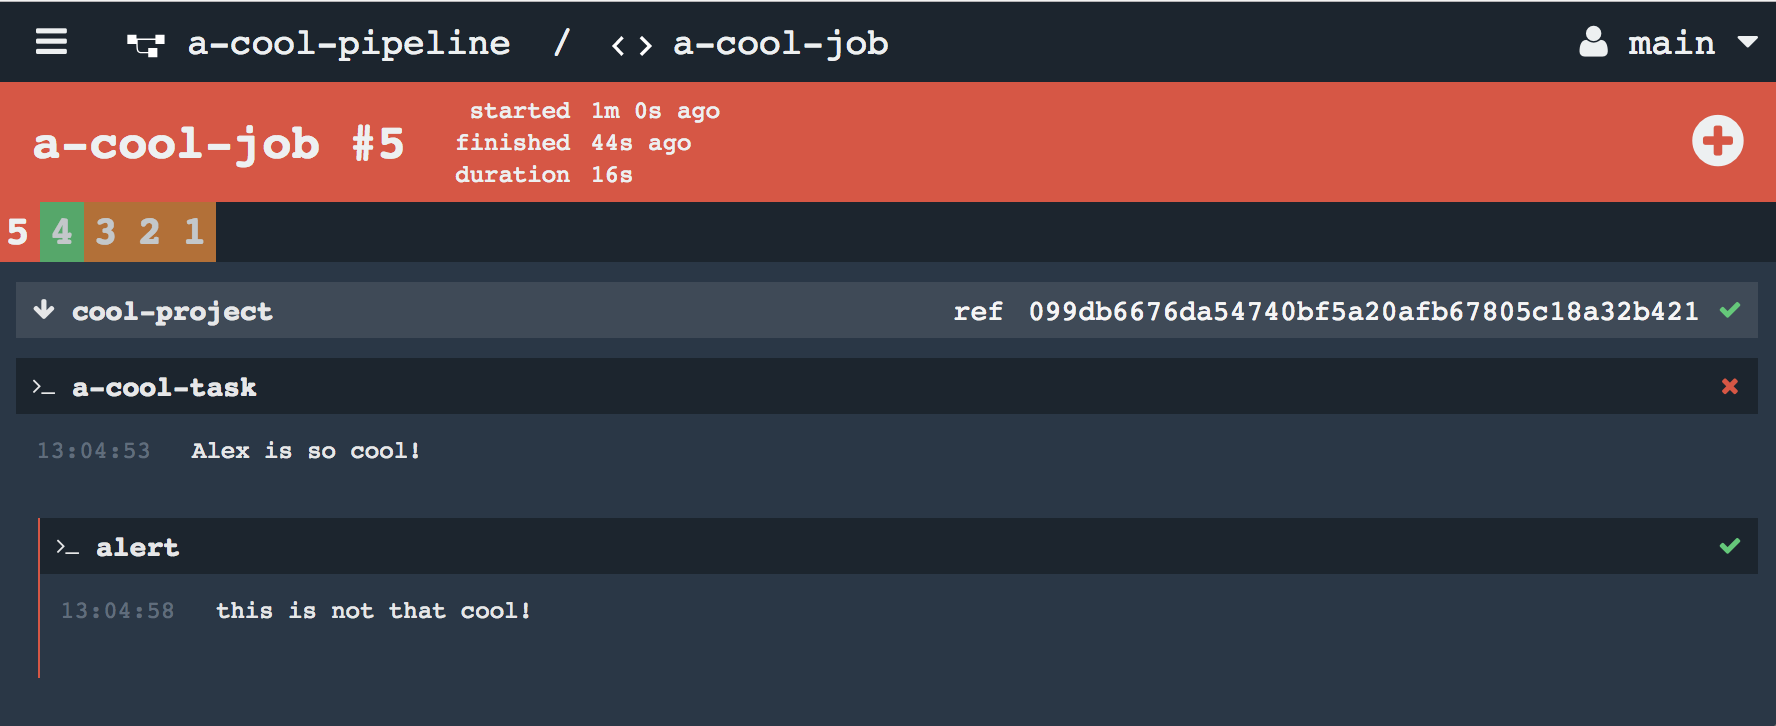 a-cool-pipeline / < > a-cool-job main
a-cool-job #5
started 1m 0s ago
finished 44s ago
duration 16s
5 4 3 2 1
cool-project ref 099db6676da54740bf5a20afb67805c18a32b421
>_ a-cool-task
13:04:53 Alex is so cool!
>_ alert
13:04:58 this is not that cool!